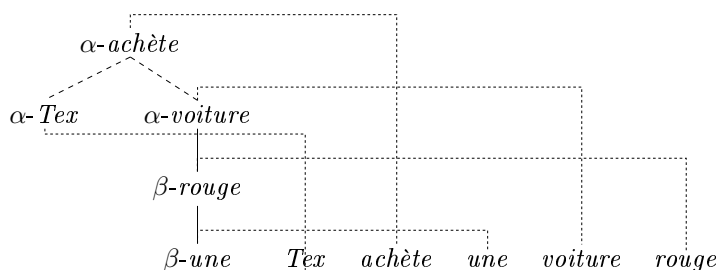 α-achète
α-Tex α-voiture
β-rouge
β-une Tex achète une voiture rouge